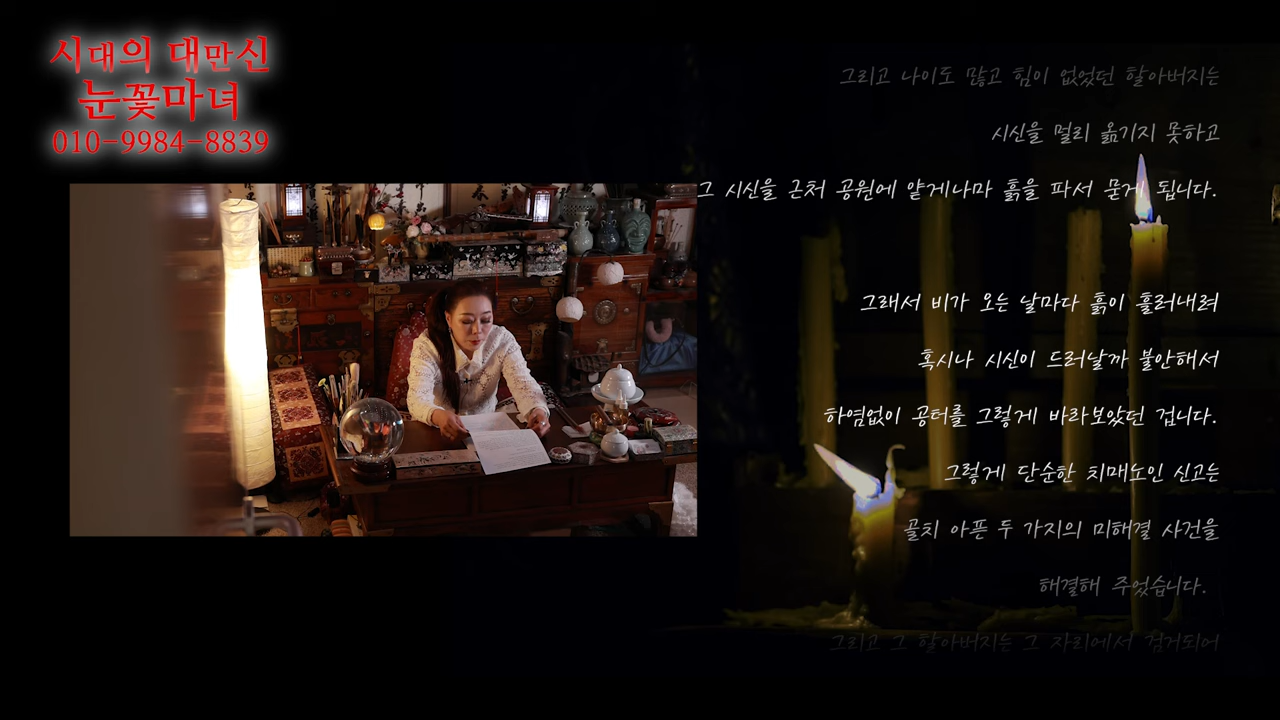 시대의 대만신
눈꽃마녀
010-9984-8839
그리고 나이도 많고 힘이 없었던 할아버지는
시신을 멀리 옮기지 못하고
그 시신을 근처 공원에 얕게나마 흙을 파서 묻게 됩니다.
그래서 비가 오는 날마다 흙이 흘러내려
혹시나 시신이 드러날까 불안해서
하염없이 공터를 그렇게 바라보았던 겁니다.
그렇게 단순한 치매노인 신고는
골치 아픈 두 가지의 미해결 사건을
해결해 주었습니다.
그리고 그 할아버지는 그 자리에서 검거되어